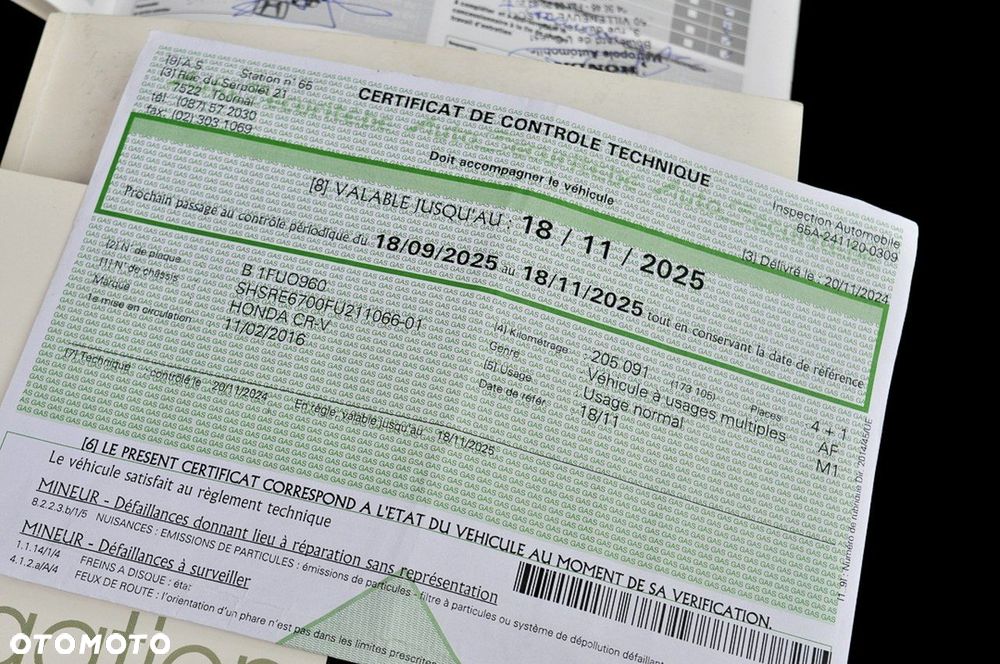 Métropole Automobile
CERTIFICAT DE CONTROLE TECHNIQUE
Doit accompagner le véhicule
[9] A.S Station n° 66
[3] Rue du Serpolet 21
7522 Tournai
tél. (087) 57 2030
fax. (02) 303 1069
Inspection Automobile
65A-241120-0309
[3] Délivré le : 20/11/2024
[8] VALABLE JUSQU'AU : 18 / 11 / 2025
Prochain passage au contrôle périodique du 18/09/2025 au 18/11/2025 tout en conservant la date de référence
[2] N° de plaque B 1FUO960
[1] N° de châssis SHSRE6700FU211066-01
Marque HONDA CR-V
1e mise en circulation 11/02/2016
[4] Kilométrage : 205 091 (173 105) Places 4 + 1
Genre Véhicule à usages multiples AF
[5] Usage Usage normal M1
Date de référ. 18/11
[7] Technique : contrôlé le 20/11/2024 En règle, valable jusqu'au 18/11/2025
[6] LE PRESENT CERTIFICAT CORRESPOND A L'ETAT DU VEHICULE AU MOMENT DE SA VERIFICATION.
Le véhicule satisfait au règlement technique
MINEUR - Défaillances donnant lieu à réparation sans représentation
8.2.2.3.b/1/5 NUISANCES : EMISSIONS DE PARTICULES : émissions de particules - filtre à particules ou système de dépollution défaillant
MINEUR - Défaillances à surveiller
1.1.14/1/4 FREINS A DISQUE : état
4.1.2.a/A/4 FEUX DE ROUTE : l'orientation d'un phare n'est pas dans les limites prescrites
OTOMOTO